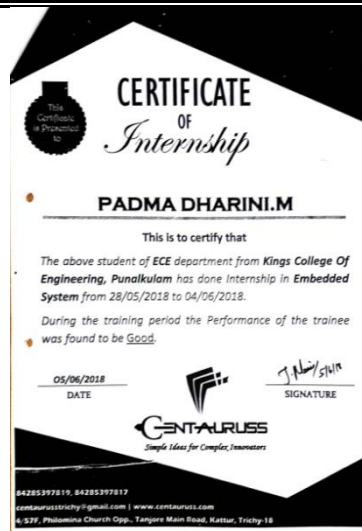 CERTIFICATE
OF
Internship
This
Certificate
is Presented
to
PADMA DHARINI.M
This is to certify that
The above student of ECE department from Kings College Of
Engineering, Punalkulam has done Internship in Embedded
System from 28/05/2018 to 04/06/2018.
During the training period the Performance of the trainee
was found to be Good.
05/06/2018
DATE
SIGNATURE
CENTAURUSS
Simple Ideas for Complex Innovators
84285397819, 84285397817
centaurusstrichy@gmail.com | www.centauruss.com
4/57F, Philomina Church Opp., Tanjore Main Road, Kattur, Trichy-18